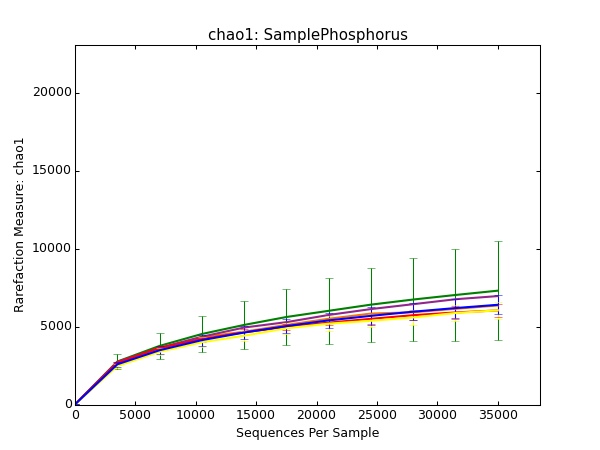 chao1: SamplePhosphorus
Rarefaction Measure: chao1
20000
15000
10000
5000
0
0 5000 10000 15000 20000 25000 30000 35000
Sequences Per Sample